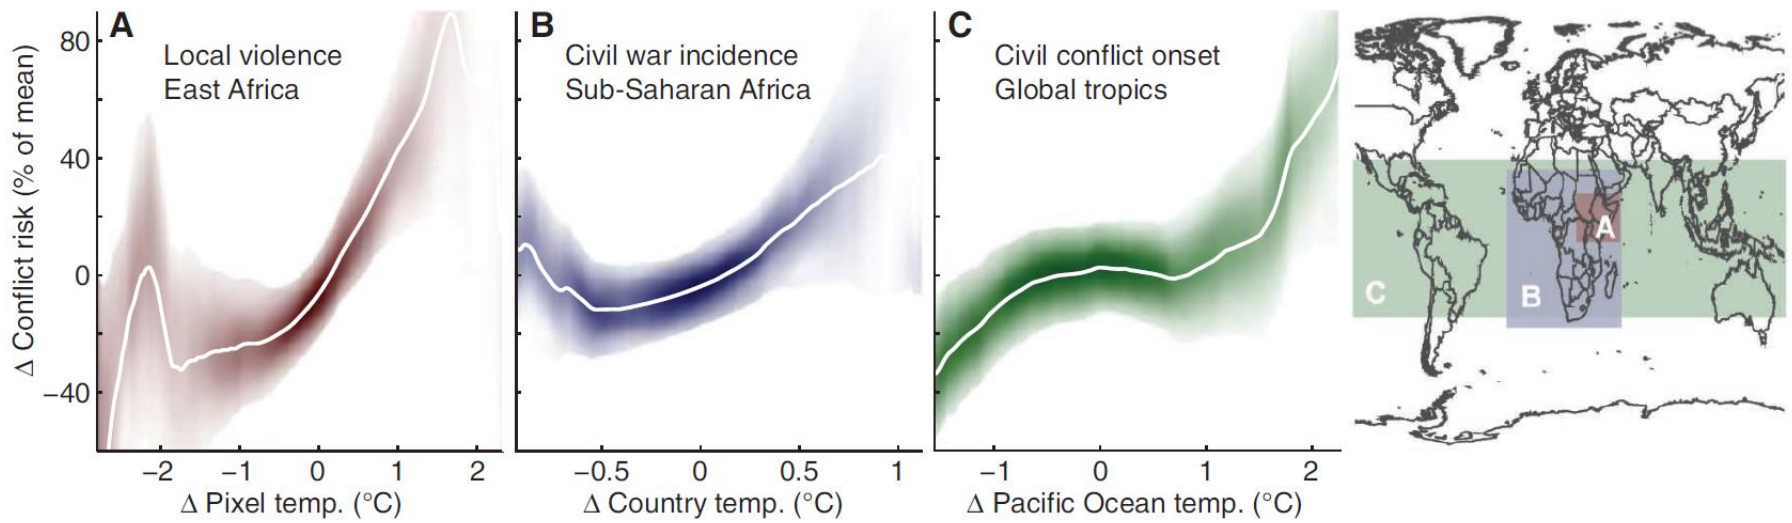 Δ Conflict risk (% of mean)
80
40
0
−40
A
Local violence
East Africa
−2 −1 0 1 2
Δ Pixel temp. (°C)
B
Civil war incidence
Sub-Saharan Africa
−0.5 0 0.5 1
Δ Country temp. (°C)
C
Civil conflict onset
Global tropics
−1 0 1 2
Δ Pacific Ocean temp. (°C)
A
B
C